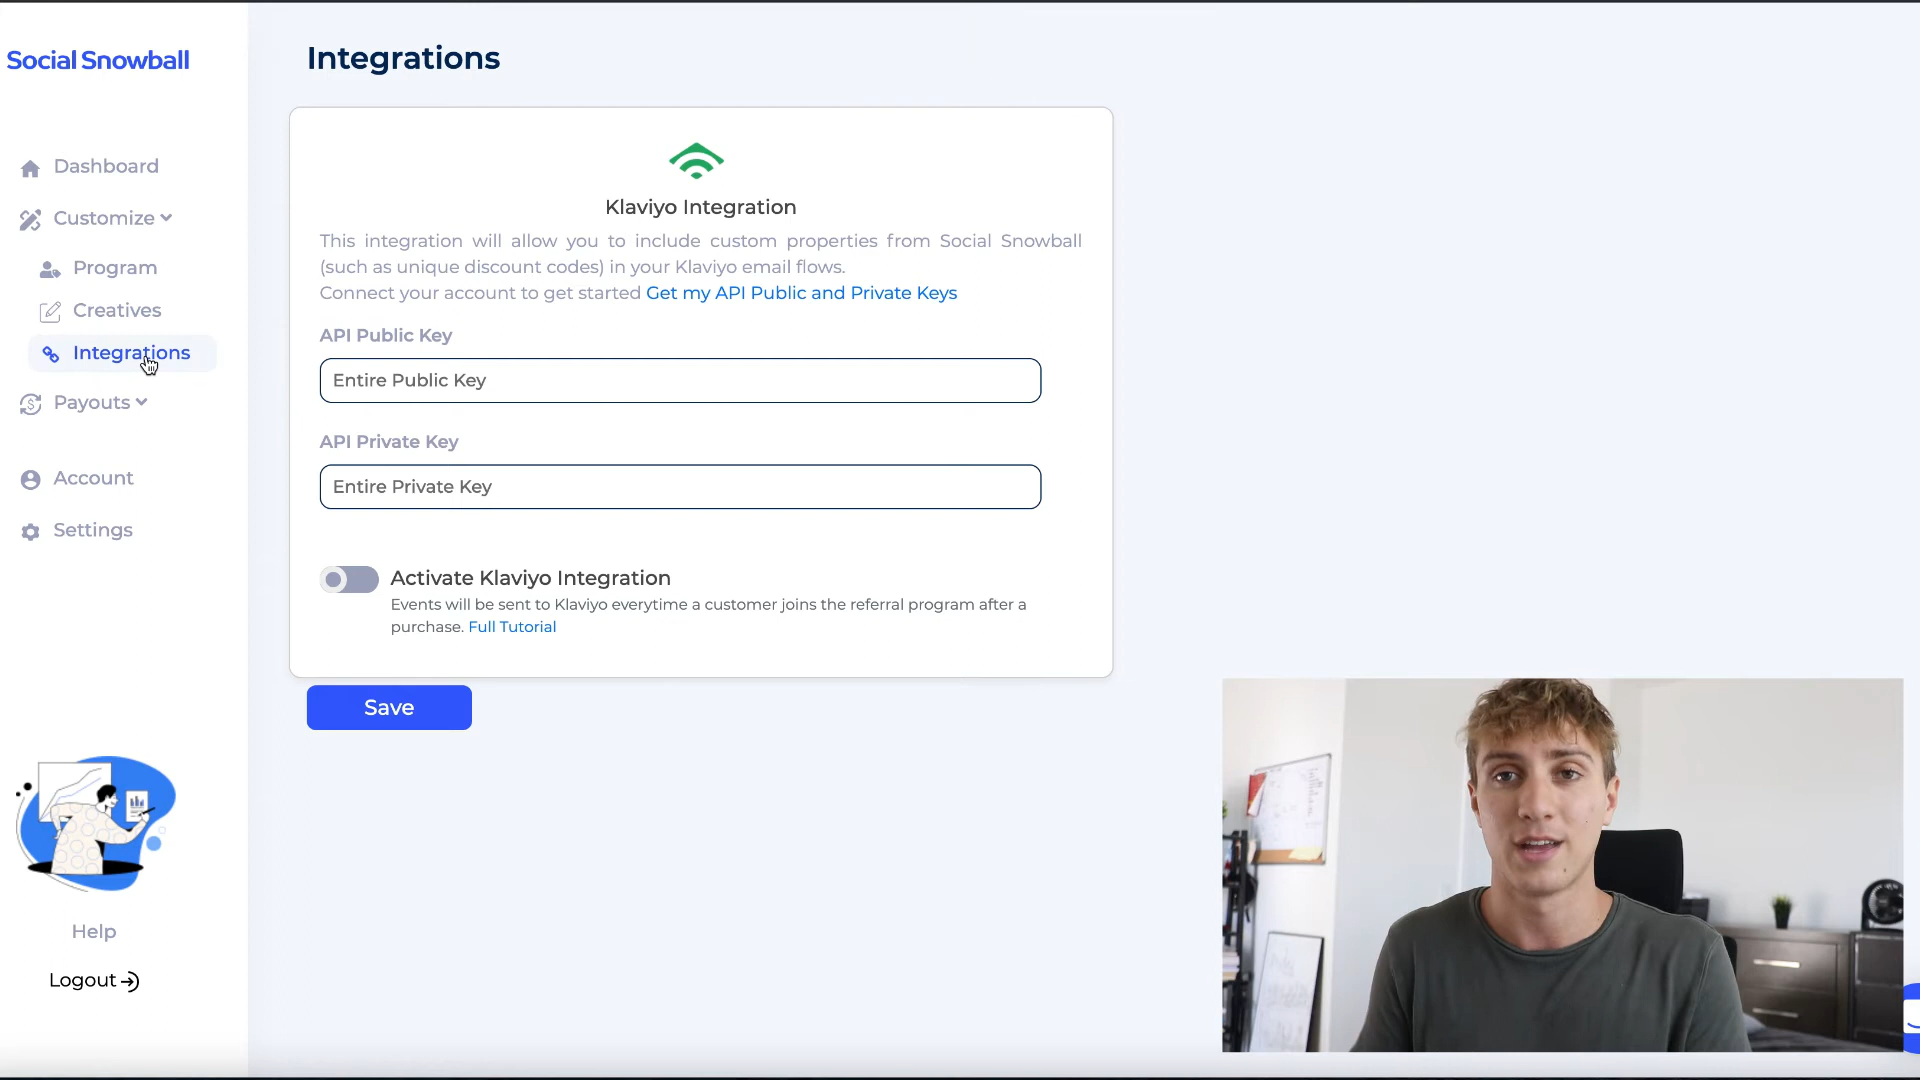 Social Snowball
Integrations
Dashboard
Customize
Program
Creatives
Integrations
Payouts
Account
Settings
Help
Logout
Klaviyo Integration
This integration will allow you to include custom properties from Social Snowball
(such as unique discount codes) in your Klaviyo email flows.
Connect your account to get started Get my API Public and Private Keys
API Public Key
Entire Public Key
API Private Key
Entire Private Key
Activate Klaviyo Integration
Events will be sent to Klaviyo everytime a customer joins the referral program after a
purchase. Full Tutorial
Save